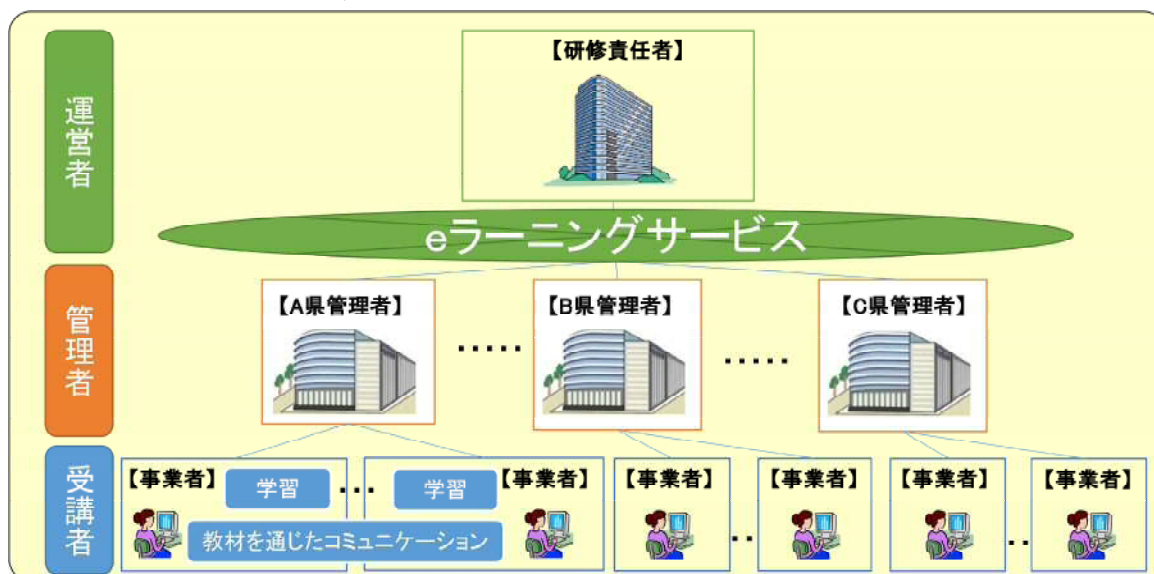 運営者
【研修責任者】
eラーニングサービス
管理者
【A県管理者】
・・・・・
【B県管理者】
・・・・・
【C県管理者】
受講者
【事業者】
学習
・・・
学習
【事業者】
教材を通じたコミュニケーション
【事業者】
・・
【事業者】
【事業者】
・・
【事業者】